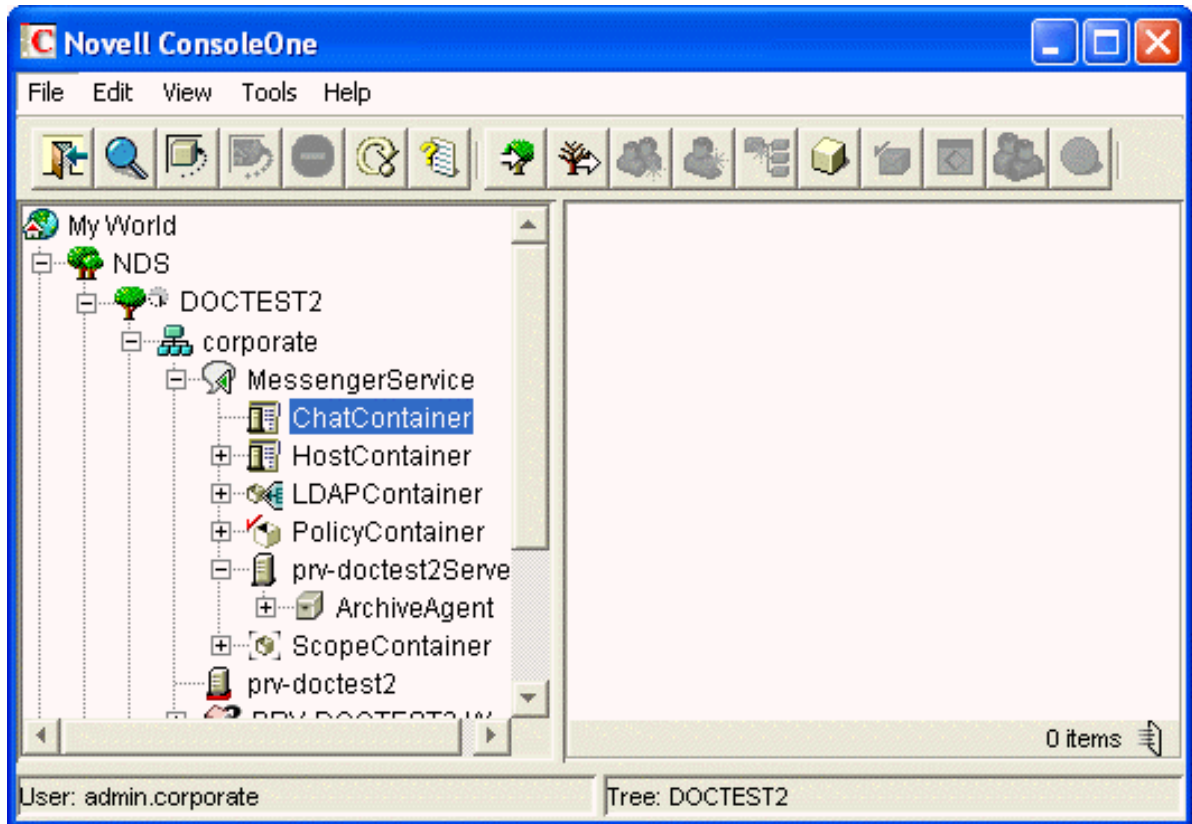 Novell ConsoleOne
File Edit View Tools Help
My World
NDS
DOCTEST2
corporate
MessengerService
ChatContainer
HostContainer
LDAPContainer
PolicyContainer
prv-doctest2Serve
ArchiveAgent
ScopeContainer
prv-doctest2
0 items
User: admin.corporate
Tree: DOCTEST2